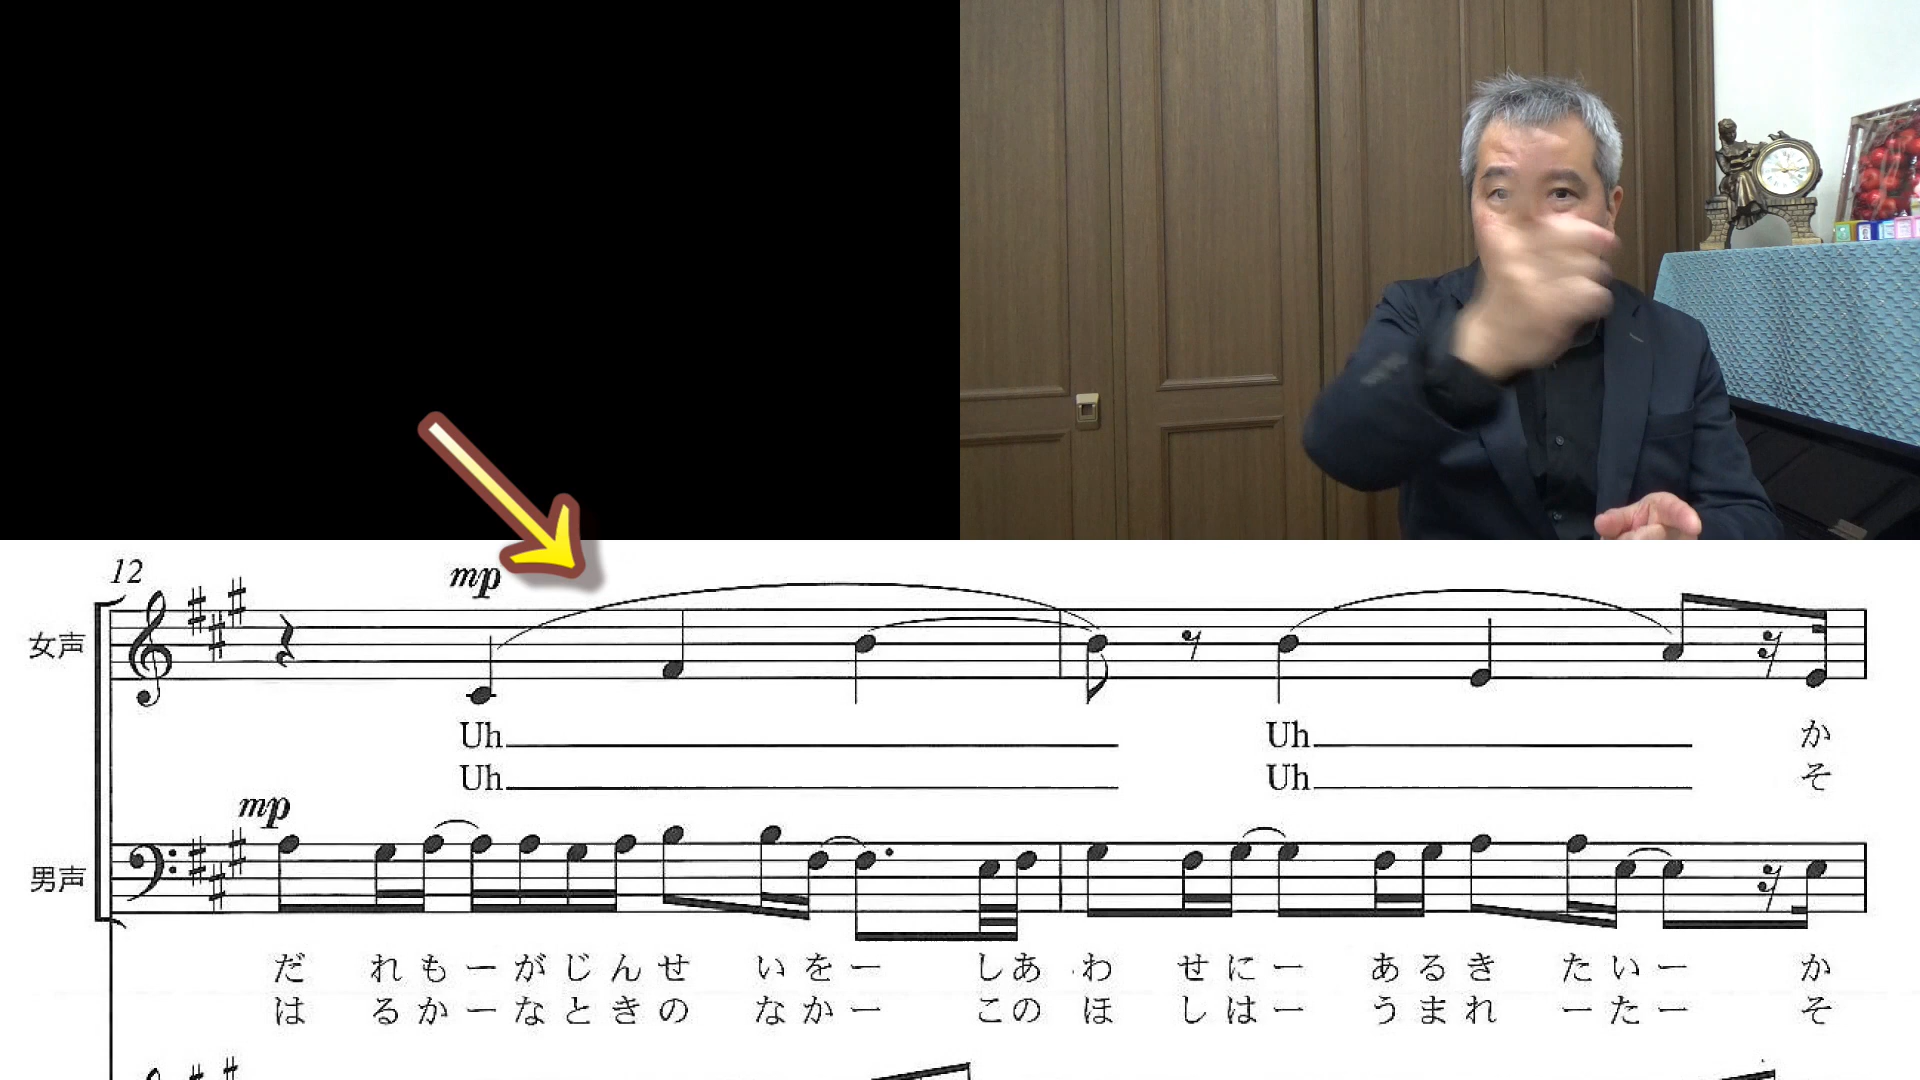 12
mp
女声
Uh か
Uh そ
mp
男声
だ れ も ー が じ ん せ い を ー し あ わ せ に ー あ る き た い ー か
は る か ー な と き の な か ー こ の ほ し は ー う ま れ ー た ー そ